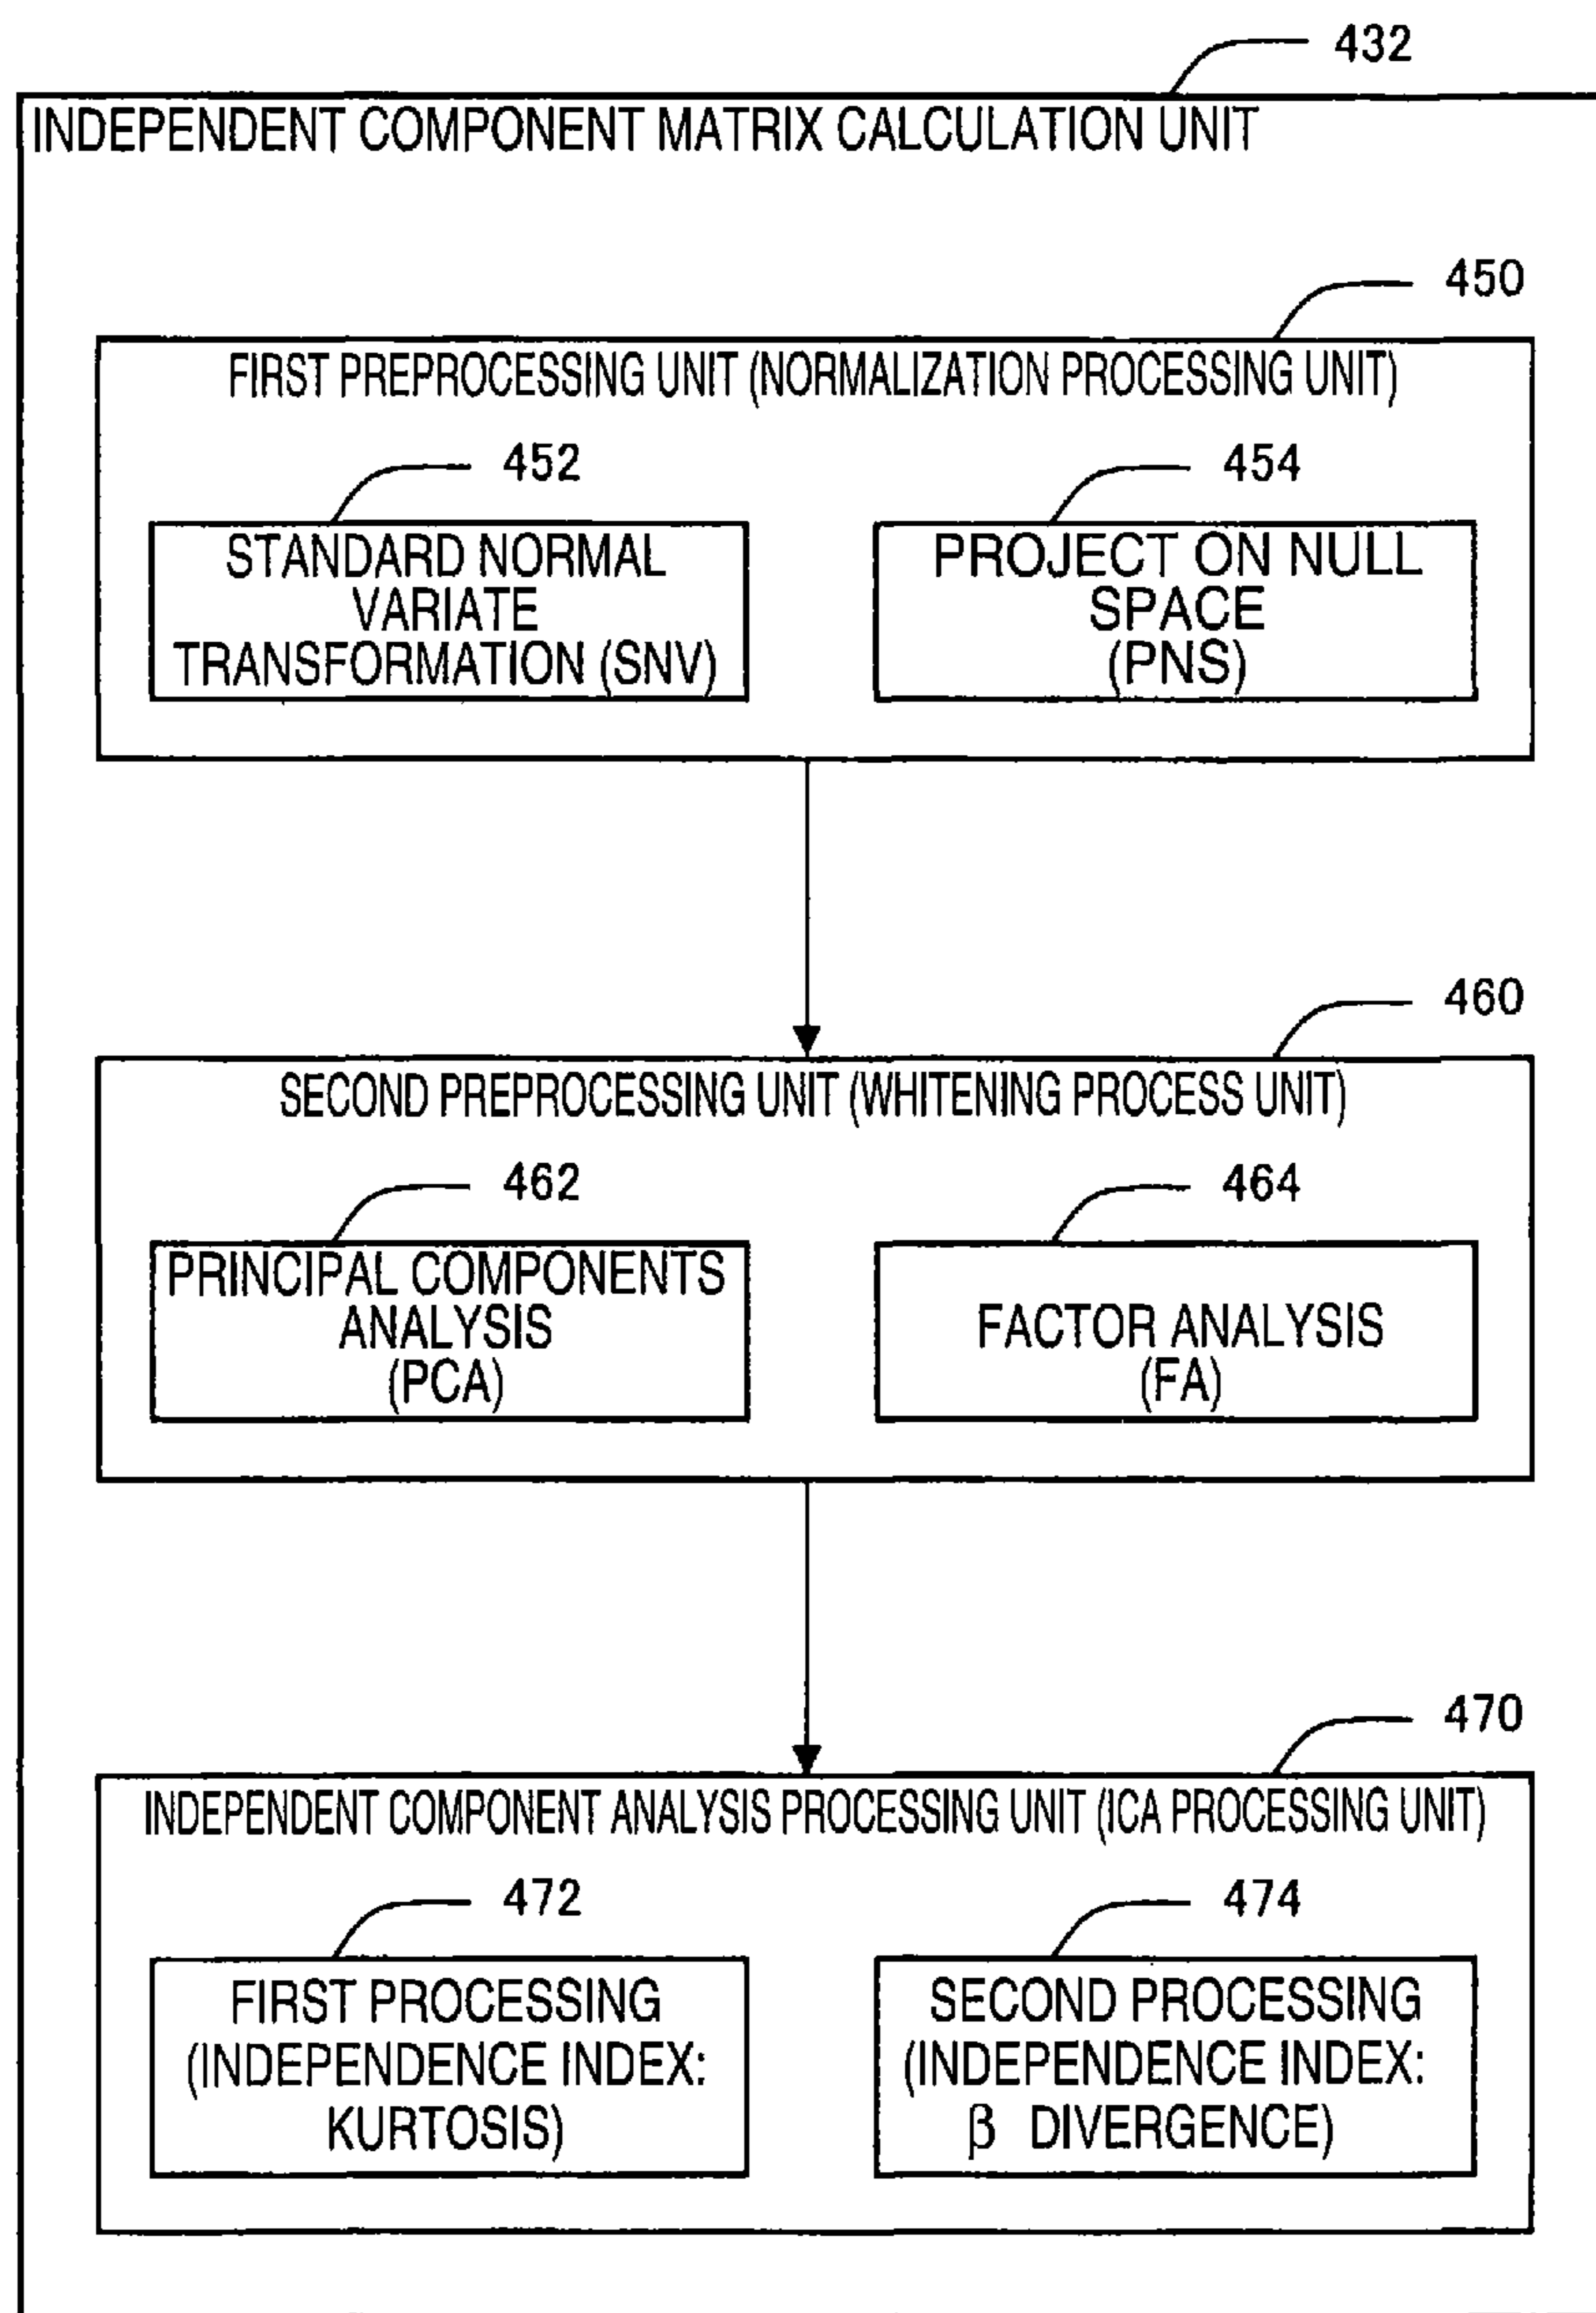 432
INDEPENDENT COMPONENT MATRIX CALCULATION UNIT
450
FIRST PREPROCESSING UNIT (NORMALIZATION PROCESSING UNIT)
452
STANDARD NORMAL
VARIATE
TRANSFORMATION (SNV)
454
PROJECT ON NULL
SPACE
(PNS)
460
SECOND PREPROCESSING UNIT (WHITENING PROCESS UNIT)
462
PRINCIPAL COMPONENTS
ANALYSIS
(PCA)
464
FACTOR ANALYSIS
(FA)
470
INDEPENDENT COMPONENT ANALYSIS PROCESSING UNIT (ICA PROCESSING UNIT)
472
FIRST PROCESSING
(INDEPENDENCE INDEX:
KURTOSIS)
474
SECOND PROCESSING
(INDEPENDENCE INDEX:
β DIVERGENCE)